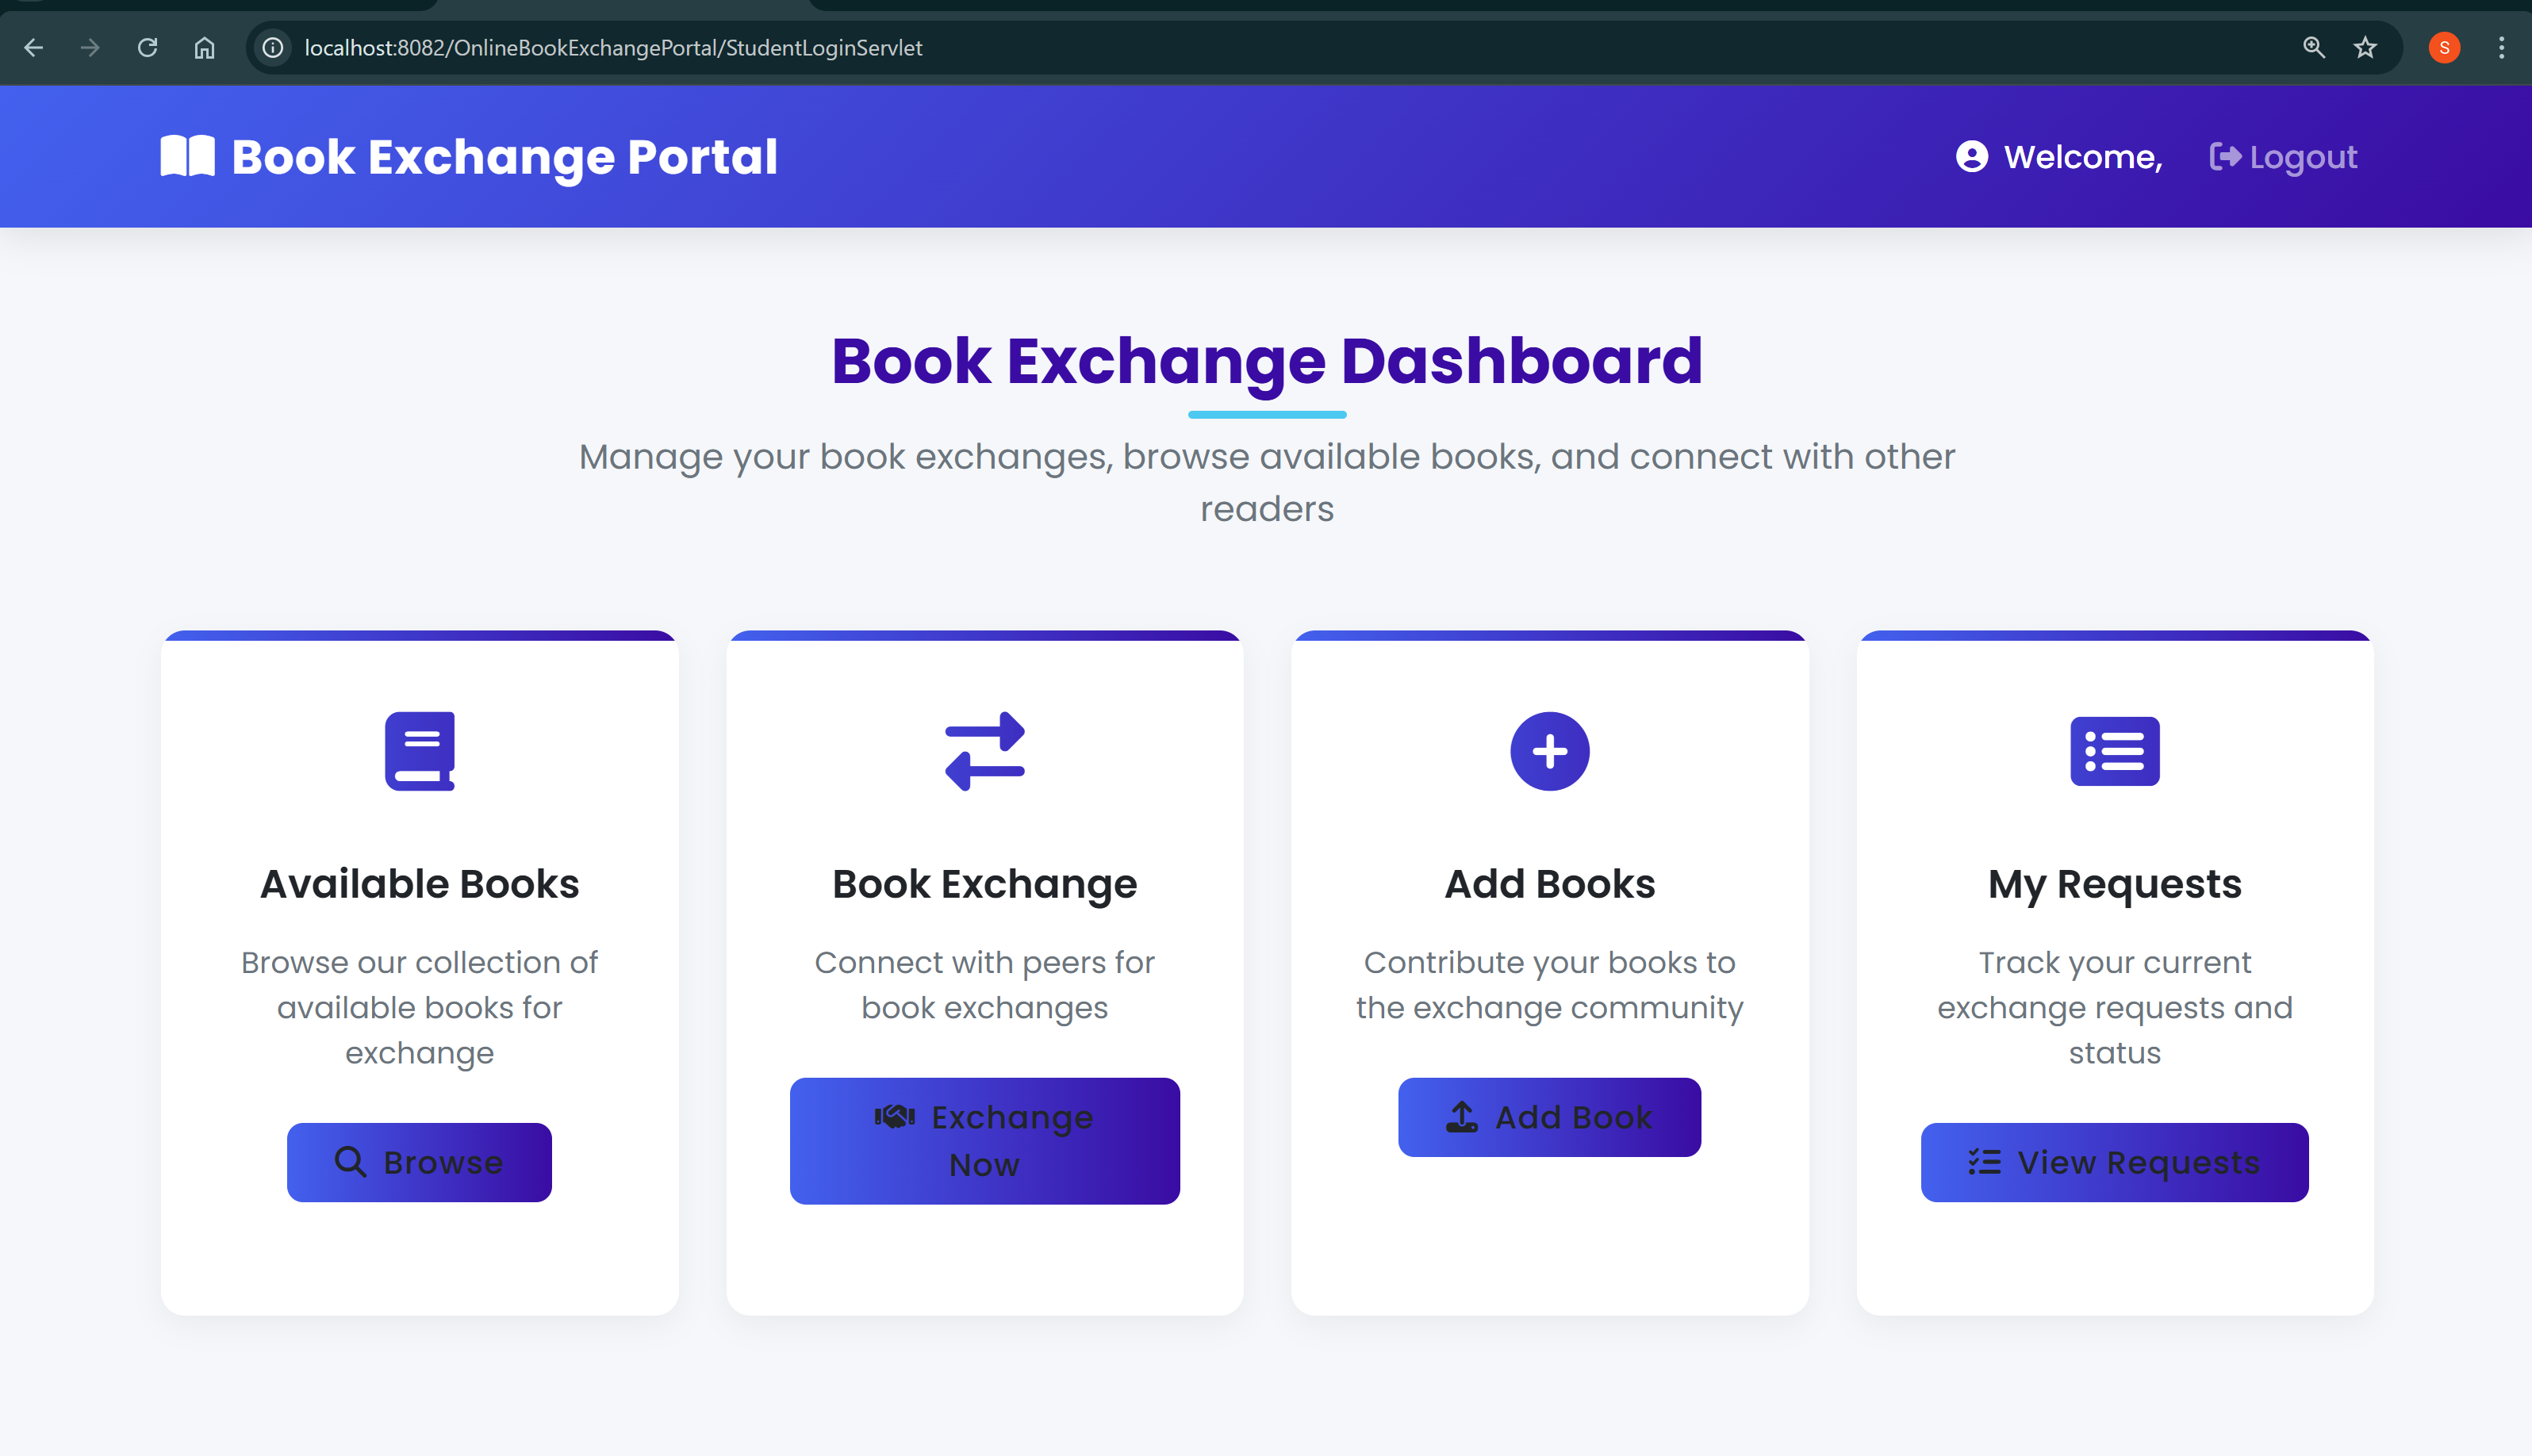 localhost:8082/OnlineBookExchangePortal/StudentLoginServlet
S
Book Exchange Portal
Welcome,
Logout
Book Exchange Dashboard
Manage your book exchanges, browse available books, and connect with other
readers
Available Books
Browse our collection of
available books for
exchange
Browse
Book Exchange
Connect with peers for
book exchanges
Exchange
Now
Add Books
Contribute your books to
the exchange community
Add Book
My Requests
Track your current
exchange requests and
status
View Requests